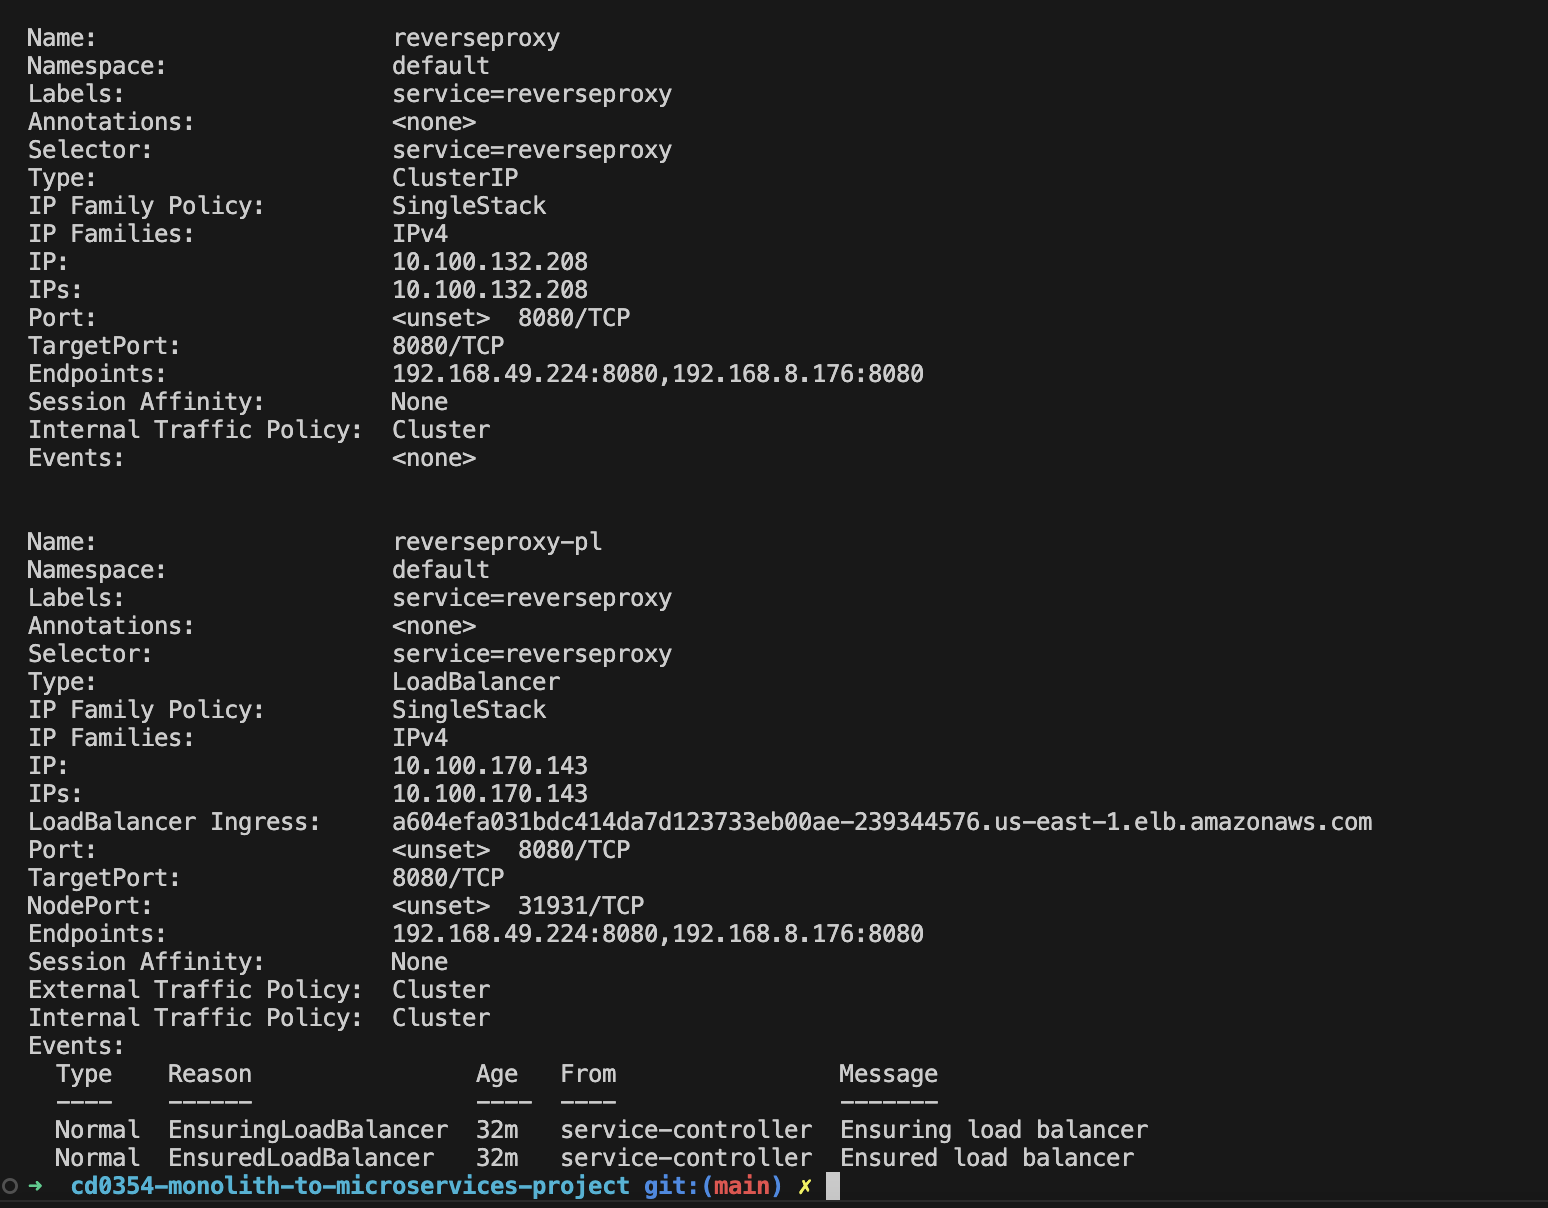 Name:                     reverseproxy
Namespace:                default
Labels:                   service=reverseproxy
Annotations:              <none>
Selector:                 service=reverseproxy
Type:                     ClusterIP
IP Family Policy:         SingleStack
IP Families:              IPv4
IP:                       10.100.132.208
IPs:                      10.100.132.208
Port:                     <unset>  8080/TCP
TargetPort:               8080/TCP
Endpoints:                192.168.49.224:8080,192.168.8.176:8080
Session Affinity:         None
Internal Traffic Policy:  Cluster
Events:                   <none>
Name:                     reverseproxy-pl
Namespace:                default
Labels:                   service=reverseproxy
Annotations:              <none>
Selector:                 service=reverseproxy
Type:                     LoadBalancer
IP Family Policy:         SingleStack
IP Families:              IPv4
IP:                       10.100.170.143
IPs:                      10.100.170.143
LoadBalancer Ingress:     a604efa031bdc414da7d123733eb00ae-239344576.us-east-1.elb.amazonaws.com
Port:                     <unset>  8080/TCP
TargetPort:               8080/TCP
NodePort:                 <unset>  31931/TCP
Endpoints:                192.168.49.224:8080,192.168.8.176:8080
Session Affinity:         None
External Traffic Policy:  Cluster
Internal Traffic Policy:  Cluster
Events:
  Type    Reason                Age   From                Message
  ----    ------                ----  ----                -------
  Normal  EnsuringLoadBalancer  32m   service-controller  Ensuring load balancer
  Normal  EnsuredLoadBalancer   32m   service-controller  Ensured load balancer
➜  cd0354-monolith-to-microservices-project git:(main) ✗